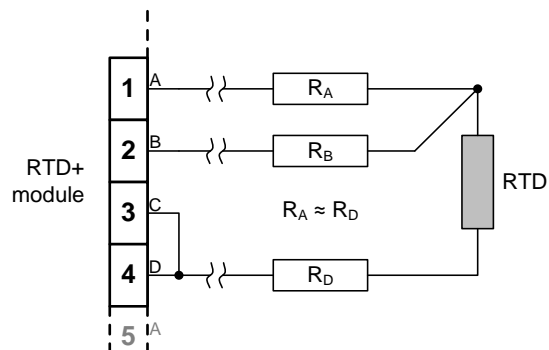 1 A
R_A
2 B
R_B
RTD+
module
RTD
3 C
R_A ≈ R_D
4 D
R_D
5 A